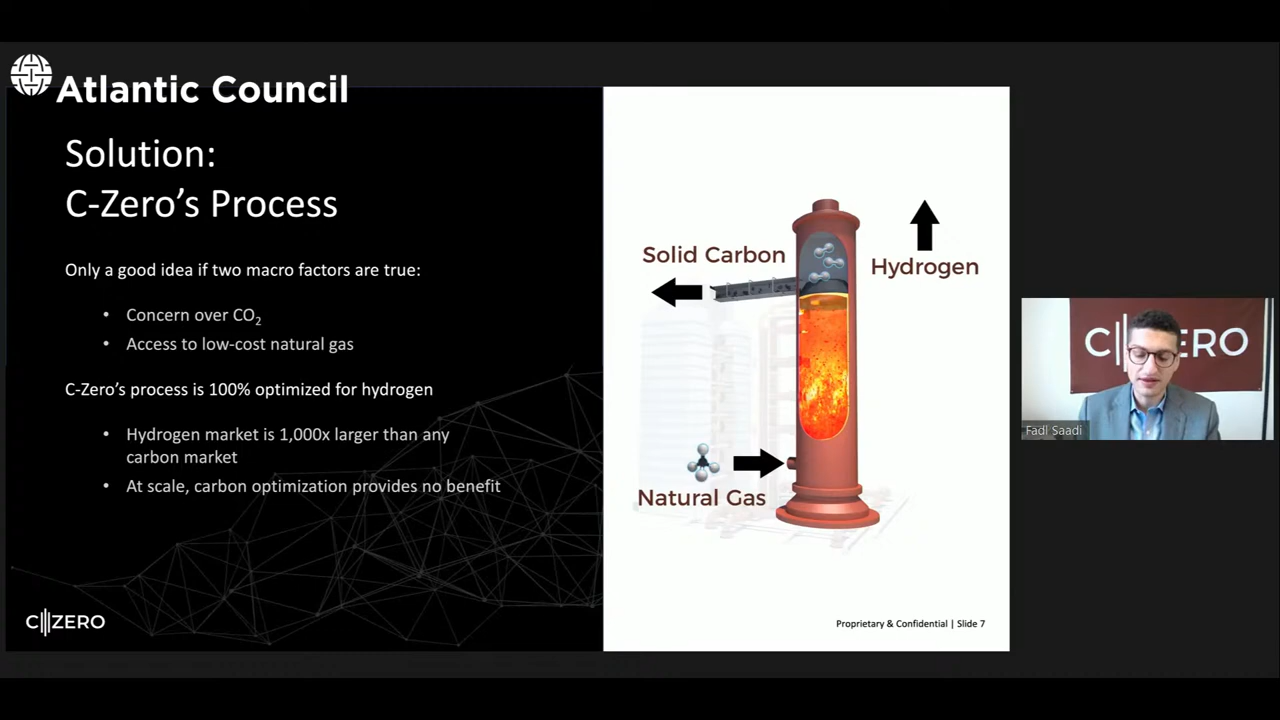 Atlantic Council
Solution:
C-Zero’s Process
Only a good idea if two macro factors are true:
• Concern over CO₂
• Access to low-cost natural gas
C-Zero’s process is 100% optimized for hydrogen
• Hydrogen market is 1,000x larger than any
carbon market
• At scale, carbon optimization provides no benefit
C ZERO
Solid Carbon
Hydrogen
Natural Gas
Proprietary & Confidential | Slide 7
C ZERO
Fadl Saadi